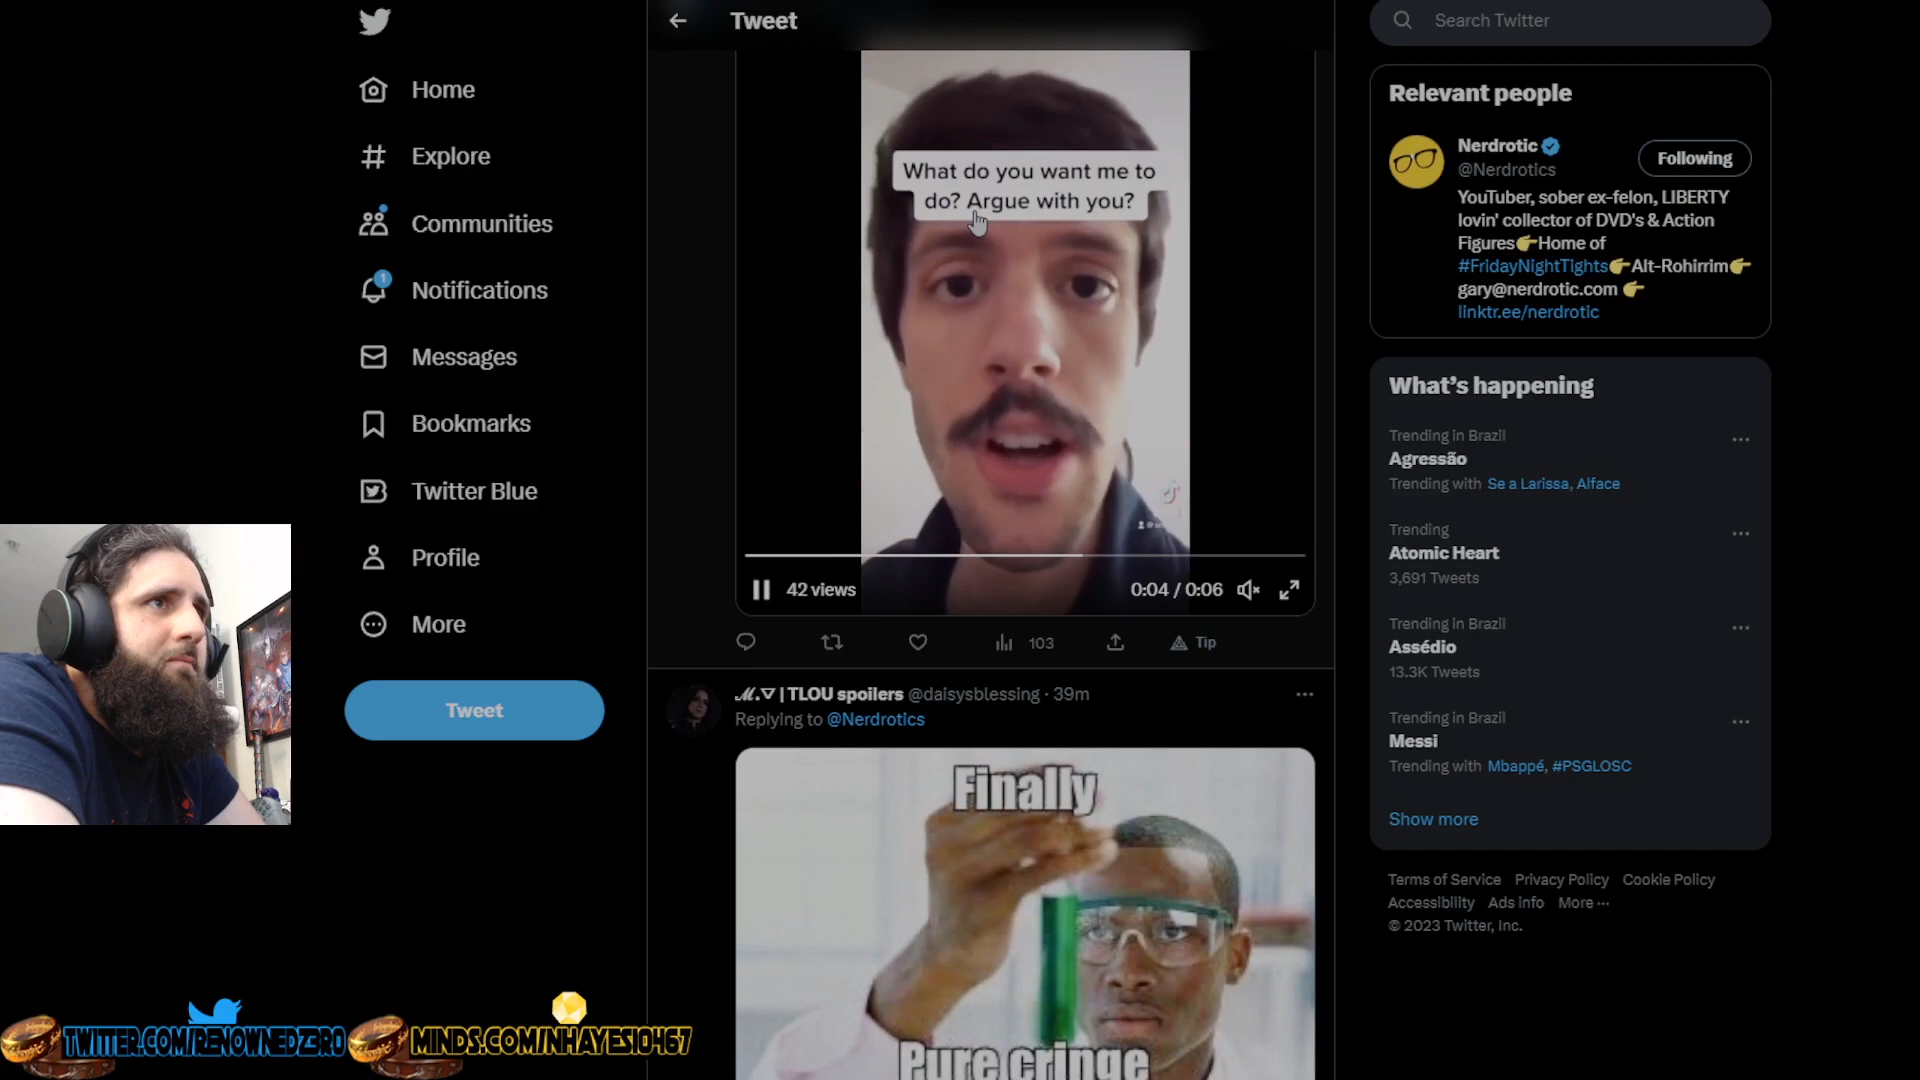 Tweet
Search Twitter
Home
Explore
Communities
Notifications
1
Messages
Bookmarks
Twitter Blue
Profile
More
Tweet
What do you want me to
do? Argue with you?
42 views
0:04 / 0:06
103
Tip
ℳ.▽ | TLOU spoilers @daisysblessing · 39m
Replying to @Nerdrotics
Finally
Pure cringe
Relevant people
Nerdrotic
@Nerdrotics
Following
YouTuber, sober ex-felon, LIBERTY
lovin' collector of DVD's & Action
Figures👉Home of
#FridayNightTights👉Alt-Rohirrim👉
gary@nerdrotic.com 👉
linktr.ee/nerdrotic
What's happening
Trending in Brazil
Agressão
Trending with Se a Larissa, Alface
Trending
Atomic Heart
3,691 Tweets
Trending in Brazil
Assédio
13.3K Tweets
Trending in Brazil
Messi
Trending with Mbappé, #PSGLOSC
Show more
Terms of Service Privacy Policy Cookie Policy
Accessibility Ads info More ···
© 2023 Twitter, Inc.
TWITTER.COM/RENOWNEDZ3R0
MINDS.COM/NHAYES10467